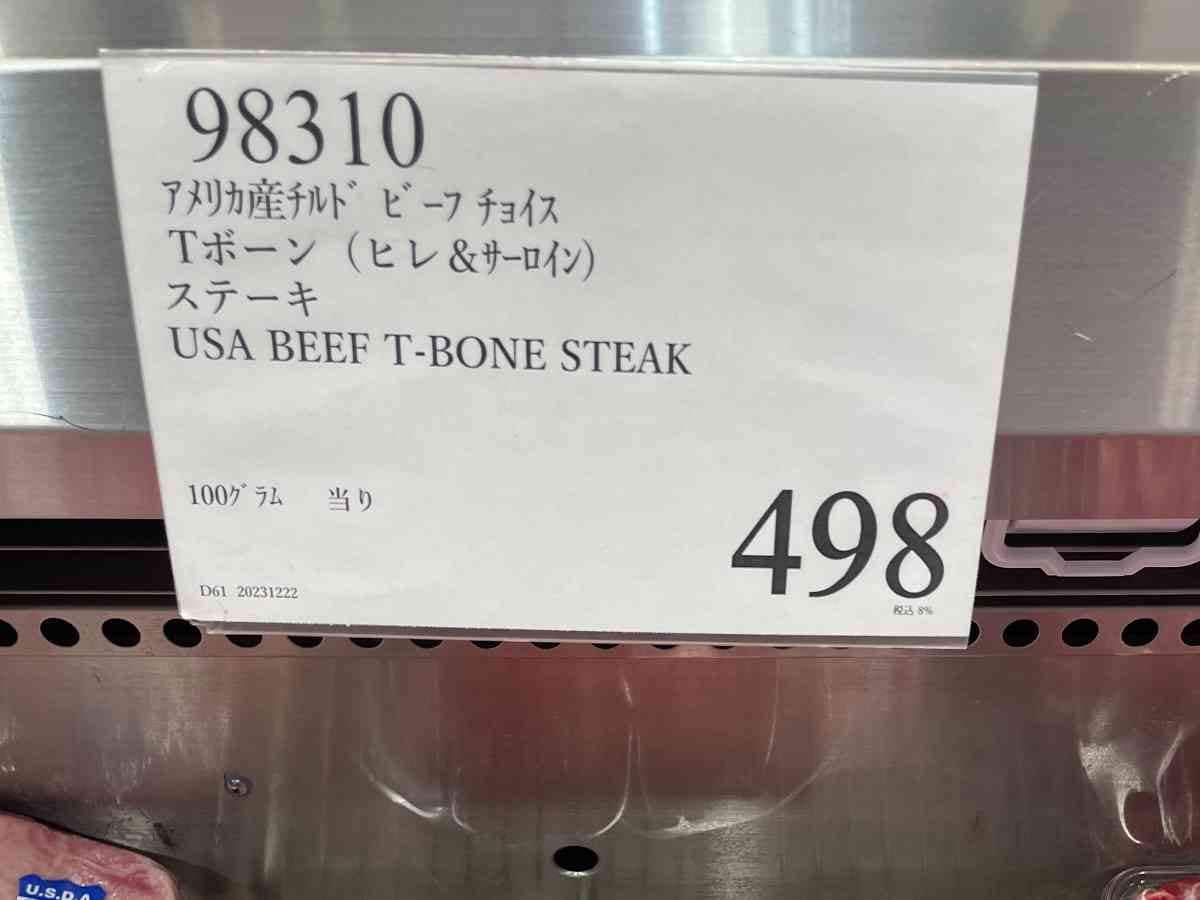 98310
ｱﾒﾘｶ産ﾁﾙﾄﾞ ﾋﾞｰﾌ ﾁｮｲｽ
Tボーン（ヒレ&ｻｰﾛｲﾝ）
ステーキ
USA BEEF T-BONE STEAK
100ｸﾞﾗﾑ 当り
498
税込 8%
D61 20231222
U.S.D.A